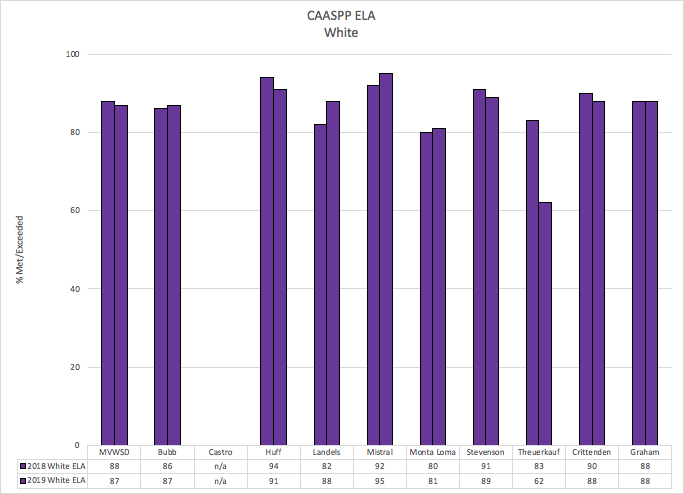 CAASPP ELA
White
100
80
60
40
20
0
% Met/Exceeded
MVWSD Bubb Castro Huff Landels Mistral Monta Loma Stevenson Theuerkauf Crittenden Graham
2018 White ELA 88 86 n/a 94 82 92 80 91 83 90 88
2019 White ELA 87 87 n/a 91 88 95 81 89 62 88 88